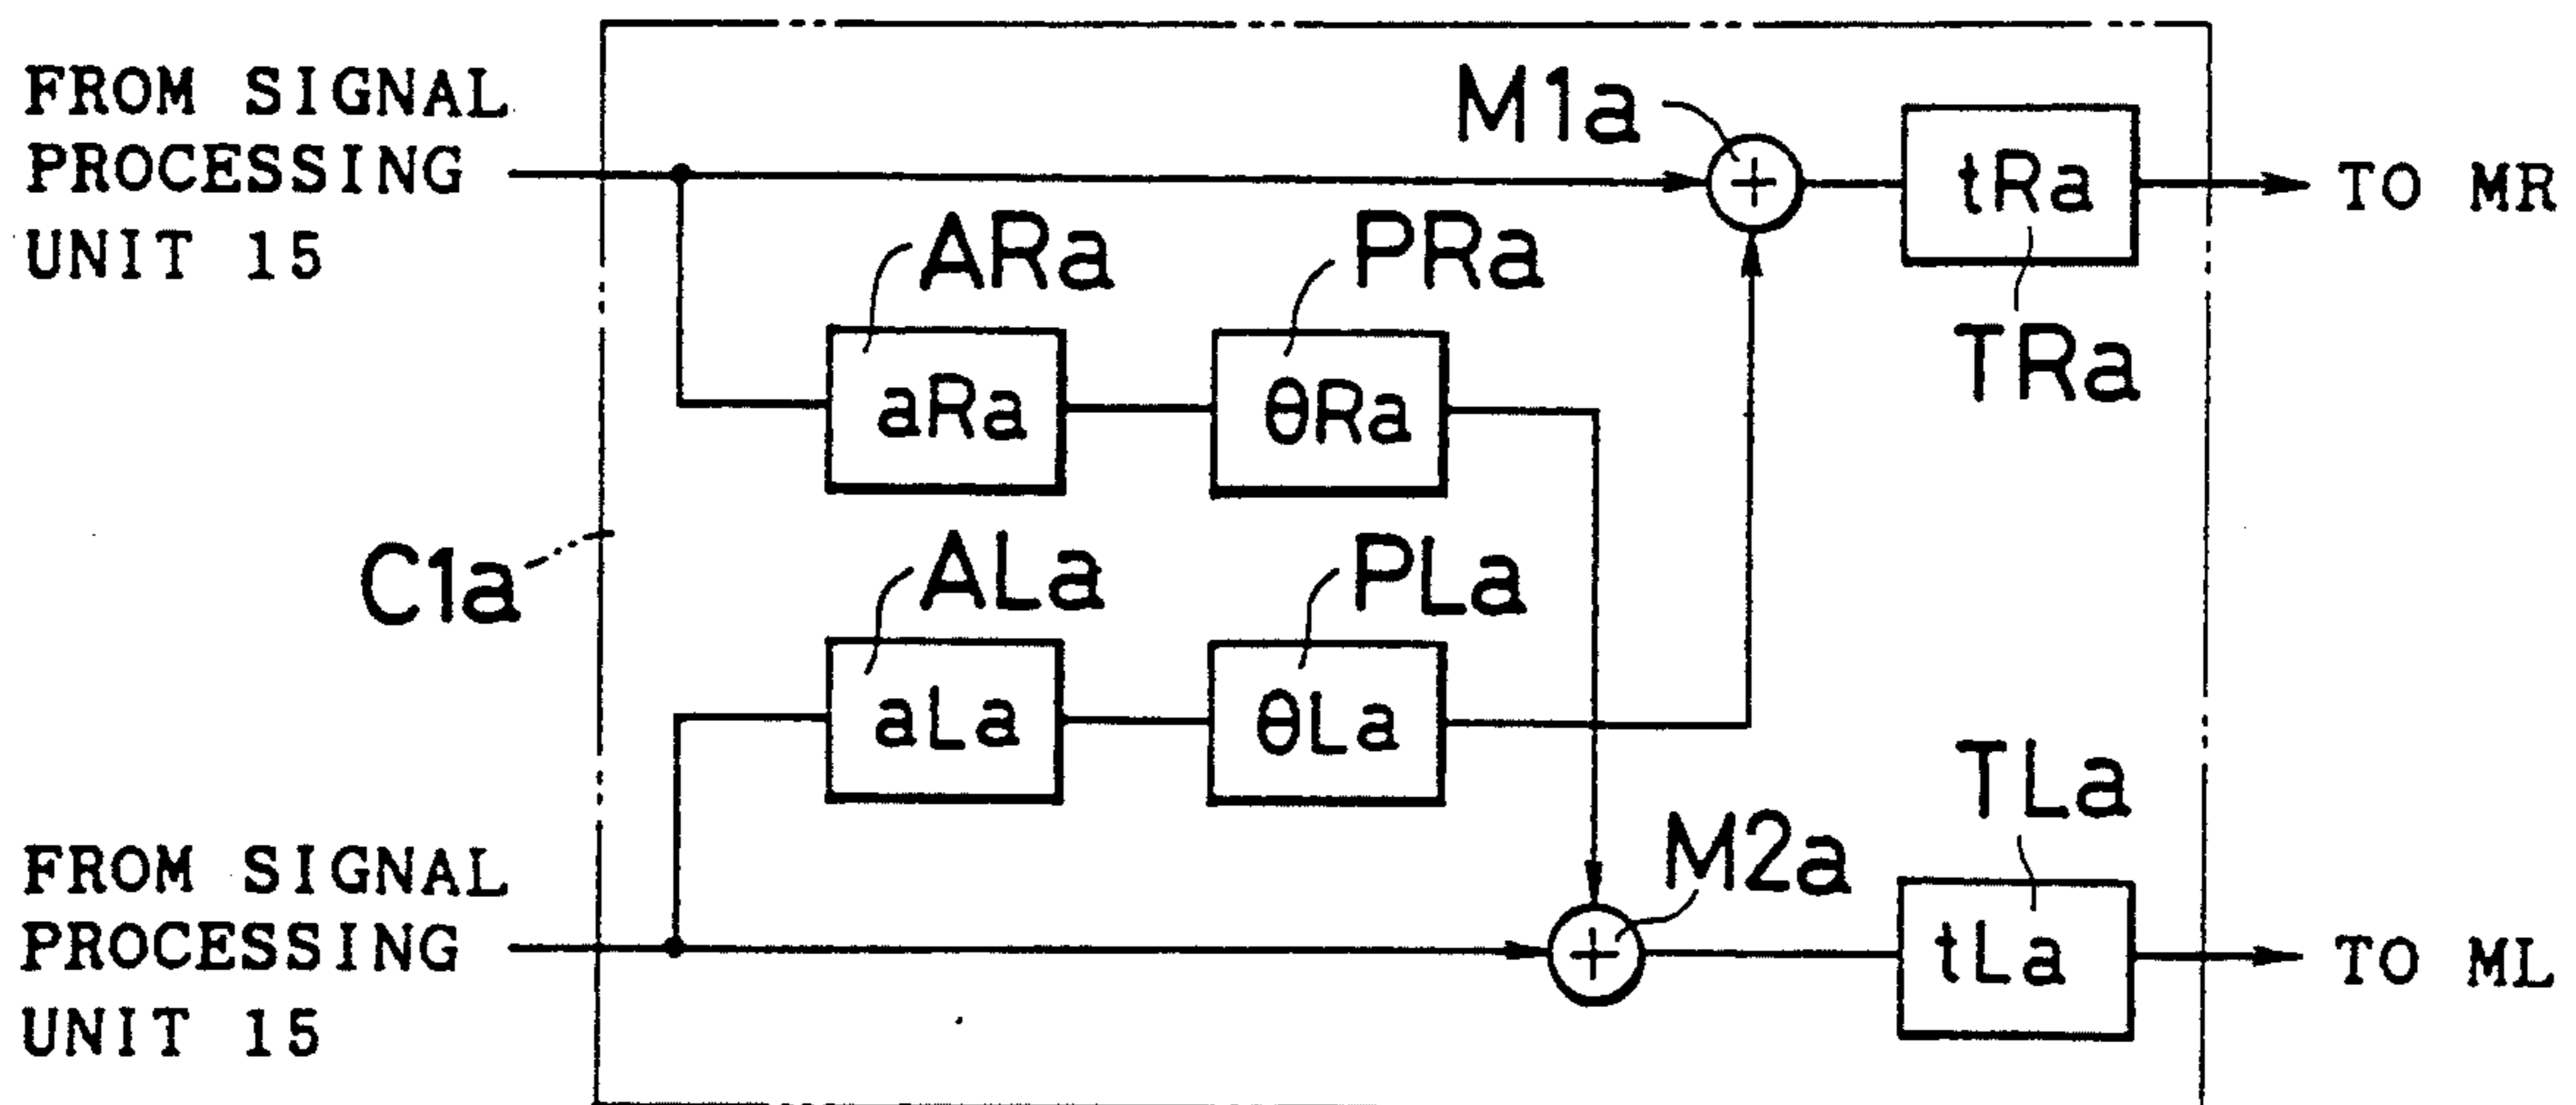 FROM SIGNAL
PROCESSING
UNIT 15
M1a
tRa
TO MR
ARa
PRa
TRa
aRa
θRa
C1a
ALa
PLa
aLa
θLa
TLa
M2a
FROM SIGNAL
PROCESSING
UNIT 15
tLa
TO ML